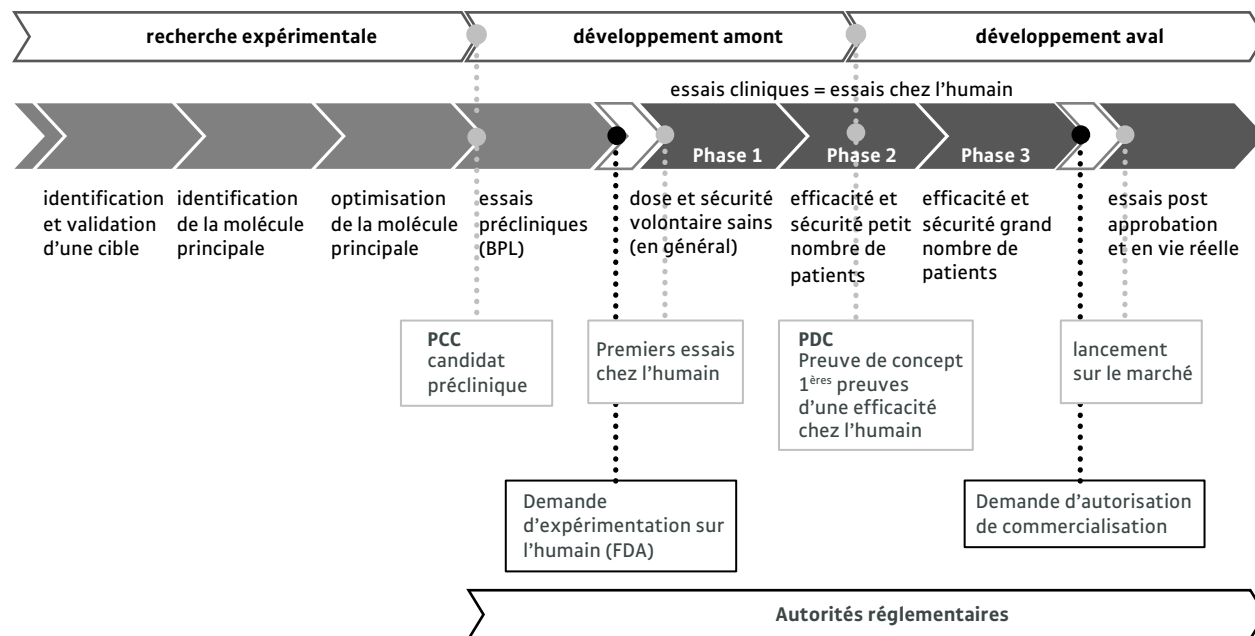 recherche expérimentale
développement amont
développement aval
essais cliniques = essais chez l'humain
Phase 1
Phase 2
Phase 3
identification
et validation
d'une cible
identification
de la molécule
principale
optimisation
de la molécule
principale
essais
précliniques
(BPL)
dose et sécurité
volontaire sains
(en général)
efficacité et
sécurité petit
nombre de
patients
efficacité et
sécurité grand
nombre de
patients
essais post
approbation
et en vie réelle
PCC
candidat
préclinique
Premiers essais
chez l'humain
PDC
Preuve de concept
1ères preuves
d'une efficacité
chez l'humain
lancement
sur le marché
Demande
d'expérimentation sur
l'humain (FDA)
Demande d'autorisation
de commercialisation
Autorités réglementaires